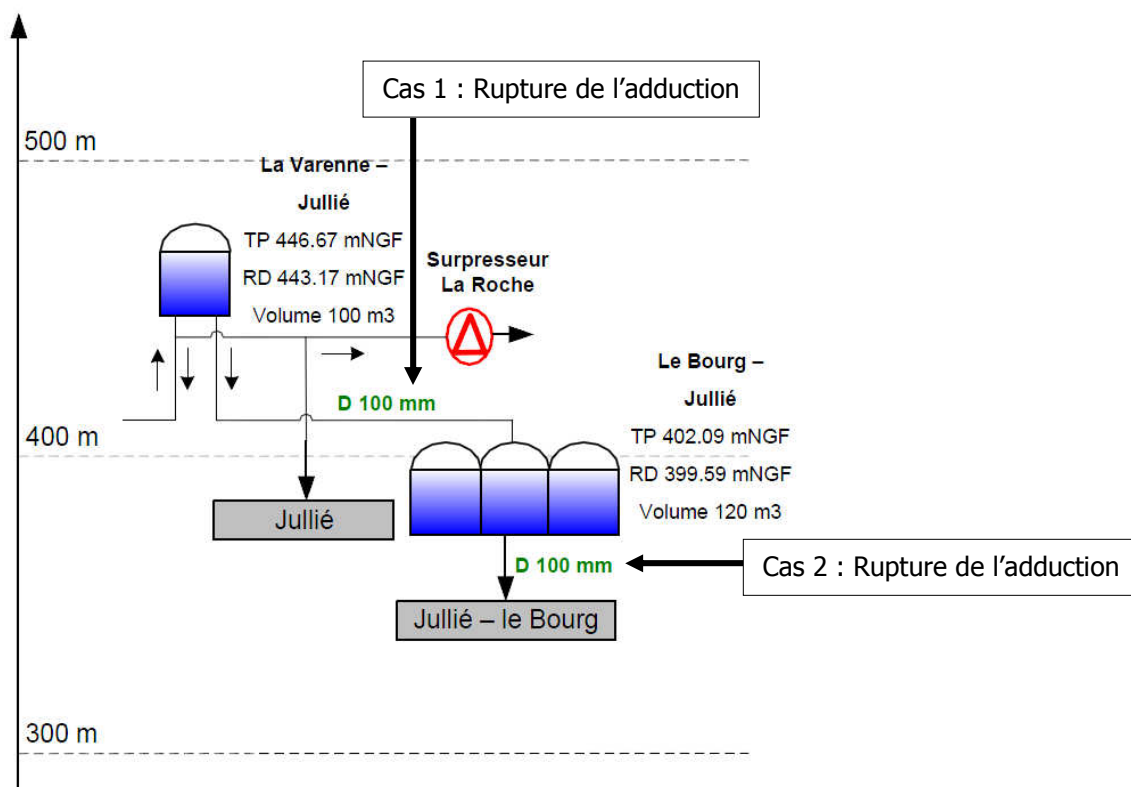 Cas 1 : Rupture de l’adduction
500 m
La Varenne –
Jullié
TP 446.67 mNGF
RD 443.17 mNGF
Volume 100 m3
Surpresseur
La Roche
Le Bourg –
Jullié
TP 402.09 mNGF
RD 399.59 mNGF
Volume 120 m3
D 100 mm
400 m
Jullié
D 100 mm
Cas 2 : Rupture de l’adduction
Jullié – le Bourg
300 m